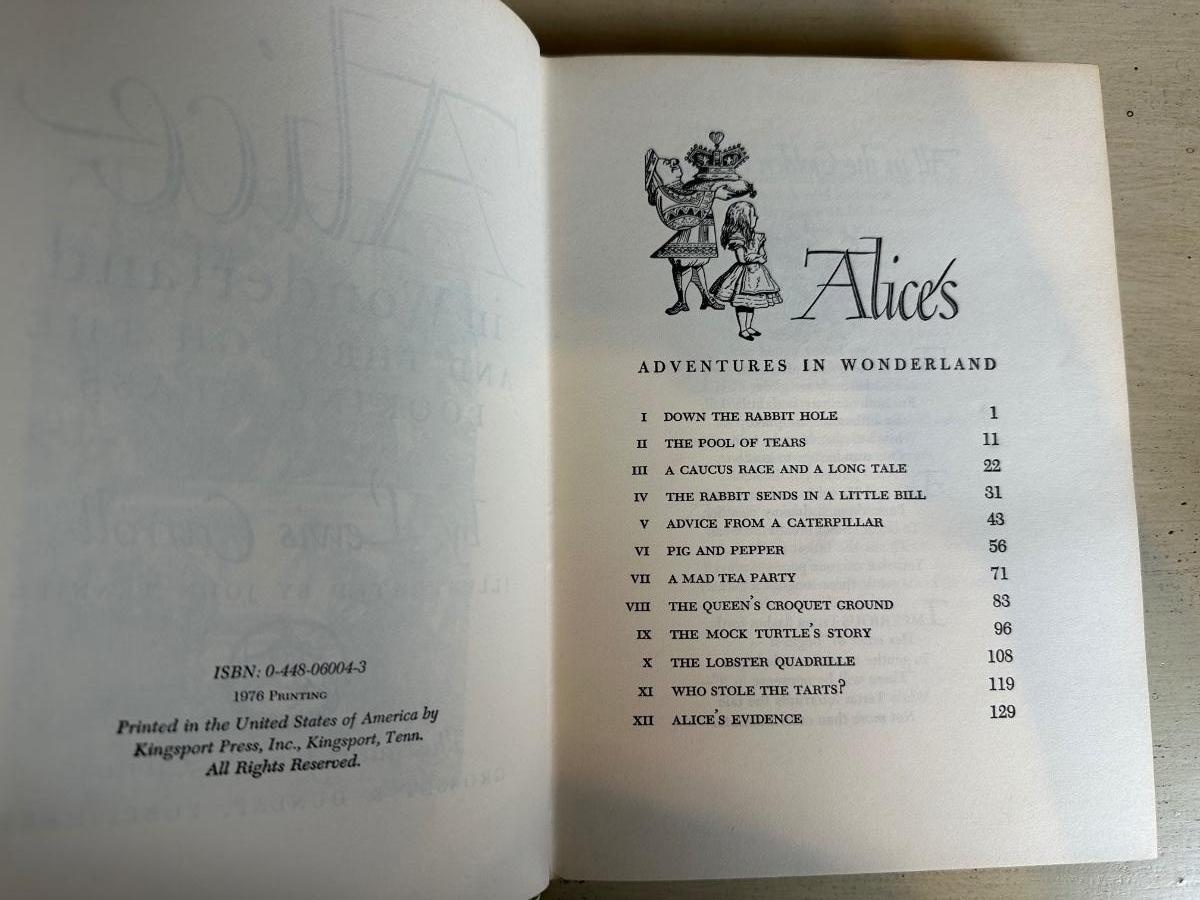 ISBN: 0-448-06004-3
1976 Printing
Printed in the United States of America by
Kingsport Press, Inc., Kingsport, Tenn.
All Rights Reserved.
Alice's
ADVENTURES IN WONDERLAND
I DOWN THE RABBIT HOLE 1
II THE POOL OF TEARS 11
III A CAUCUS RACE AND A LONG TALE 22
IV THE RABBIT SENDS IN A LITTLE BILL 31
V ADVICE FROM A CATERPILLAR 43
VI PIG AND PEPPER 56
VII A MAD TEA PARTY 71
VIII THE QUEEN'S CROQUET GROUND 83
IX THE MOCK TURTLE'S STORY 96
X THE LOBSTER QUADRILLE 108
XI WHO STOLE THE TARTS? 119
XII ALICE'S EVIDENCE 129